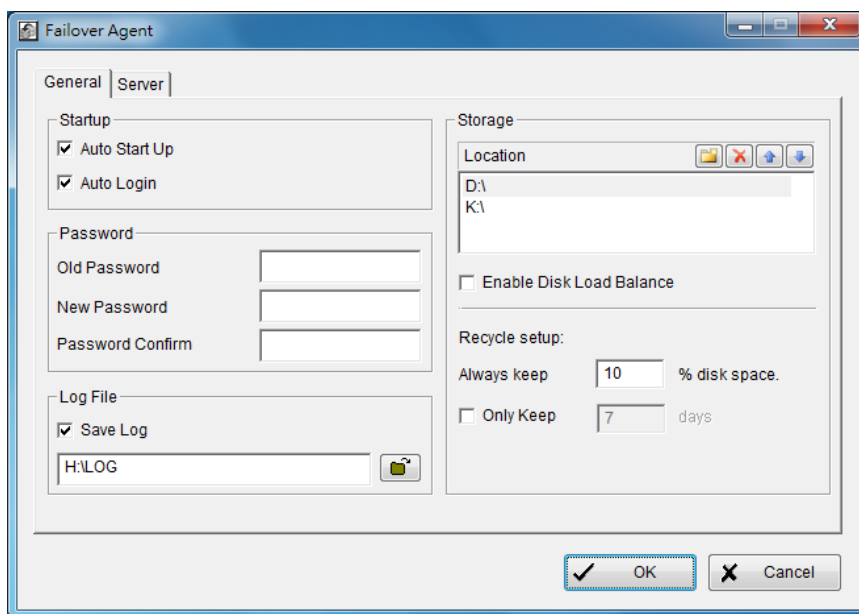 Failover Agent
General
Server
Startup
Auto Start Up
Auto Login
Password
Old Password
New Password
Password Confirm
Log File
Save Log
H:\LOG
Storage
Location
D:\
K:\
Enable Disk Load Balance
Recycle setup:
Always keep 10 % disk space.
Only Keep 7 days
OK
Cancel